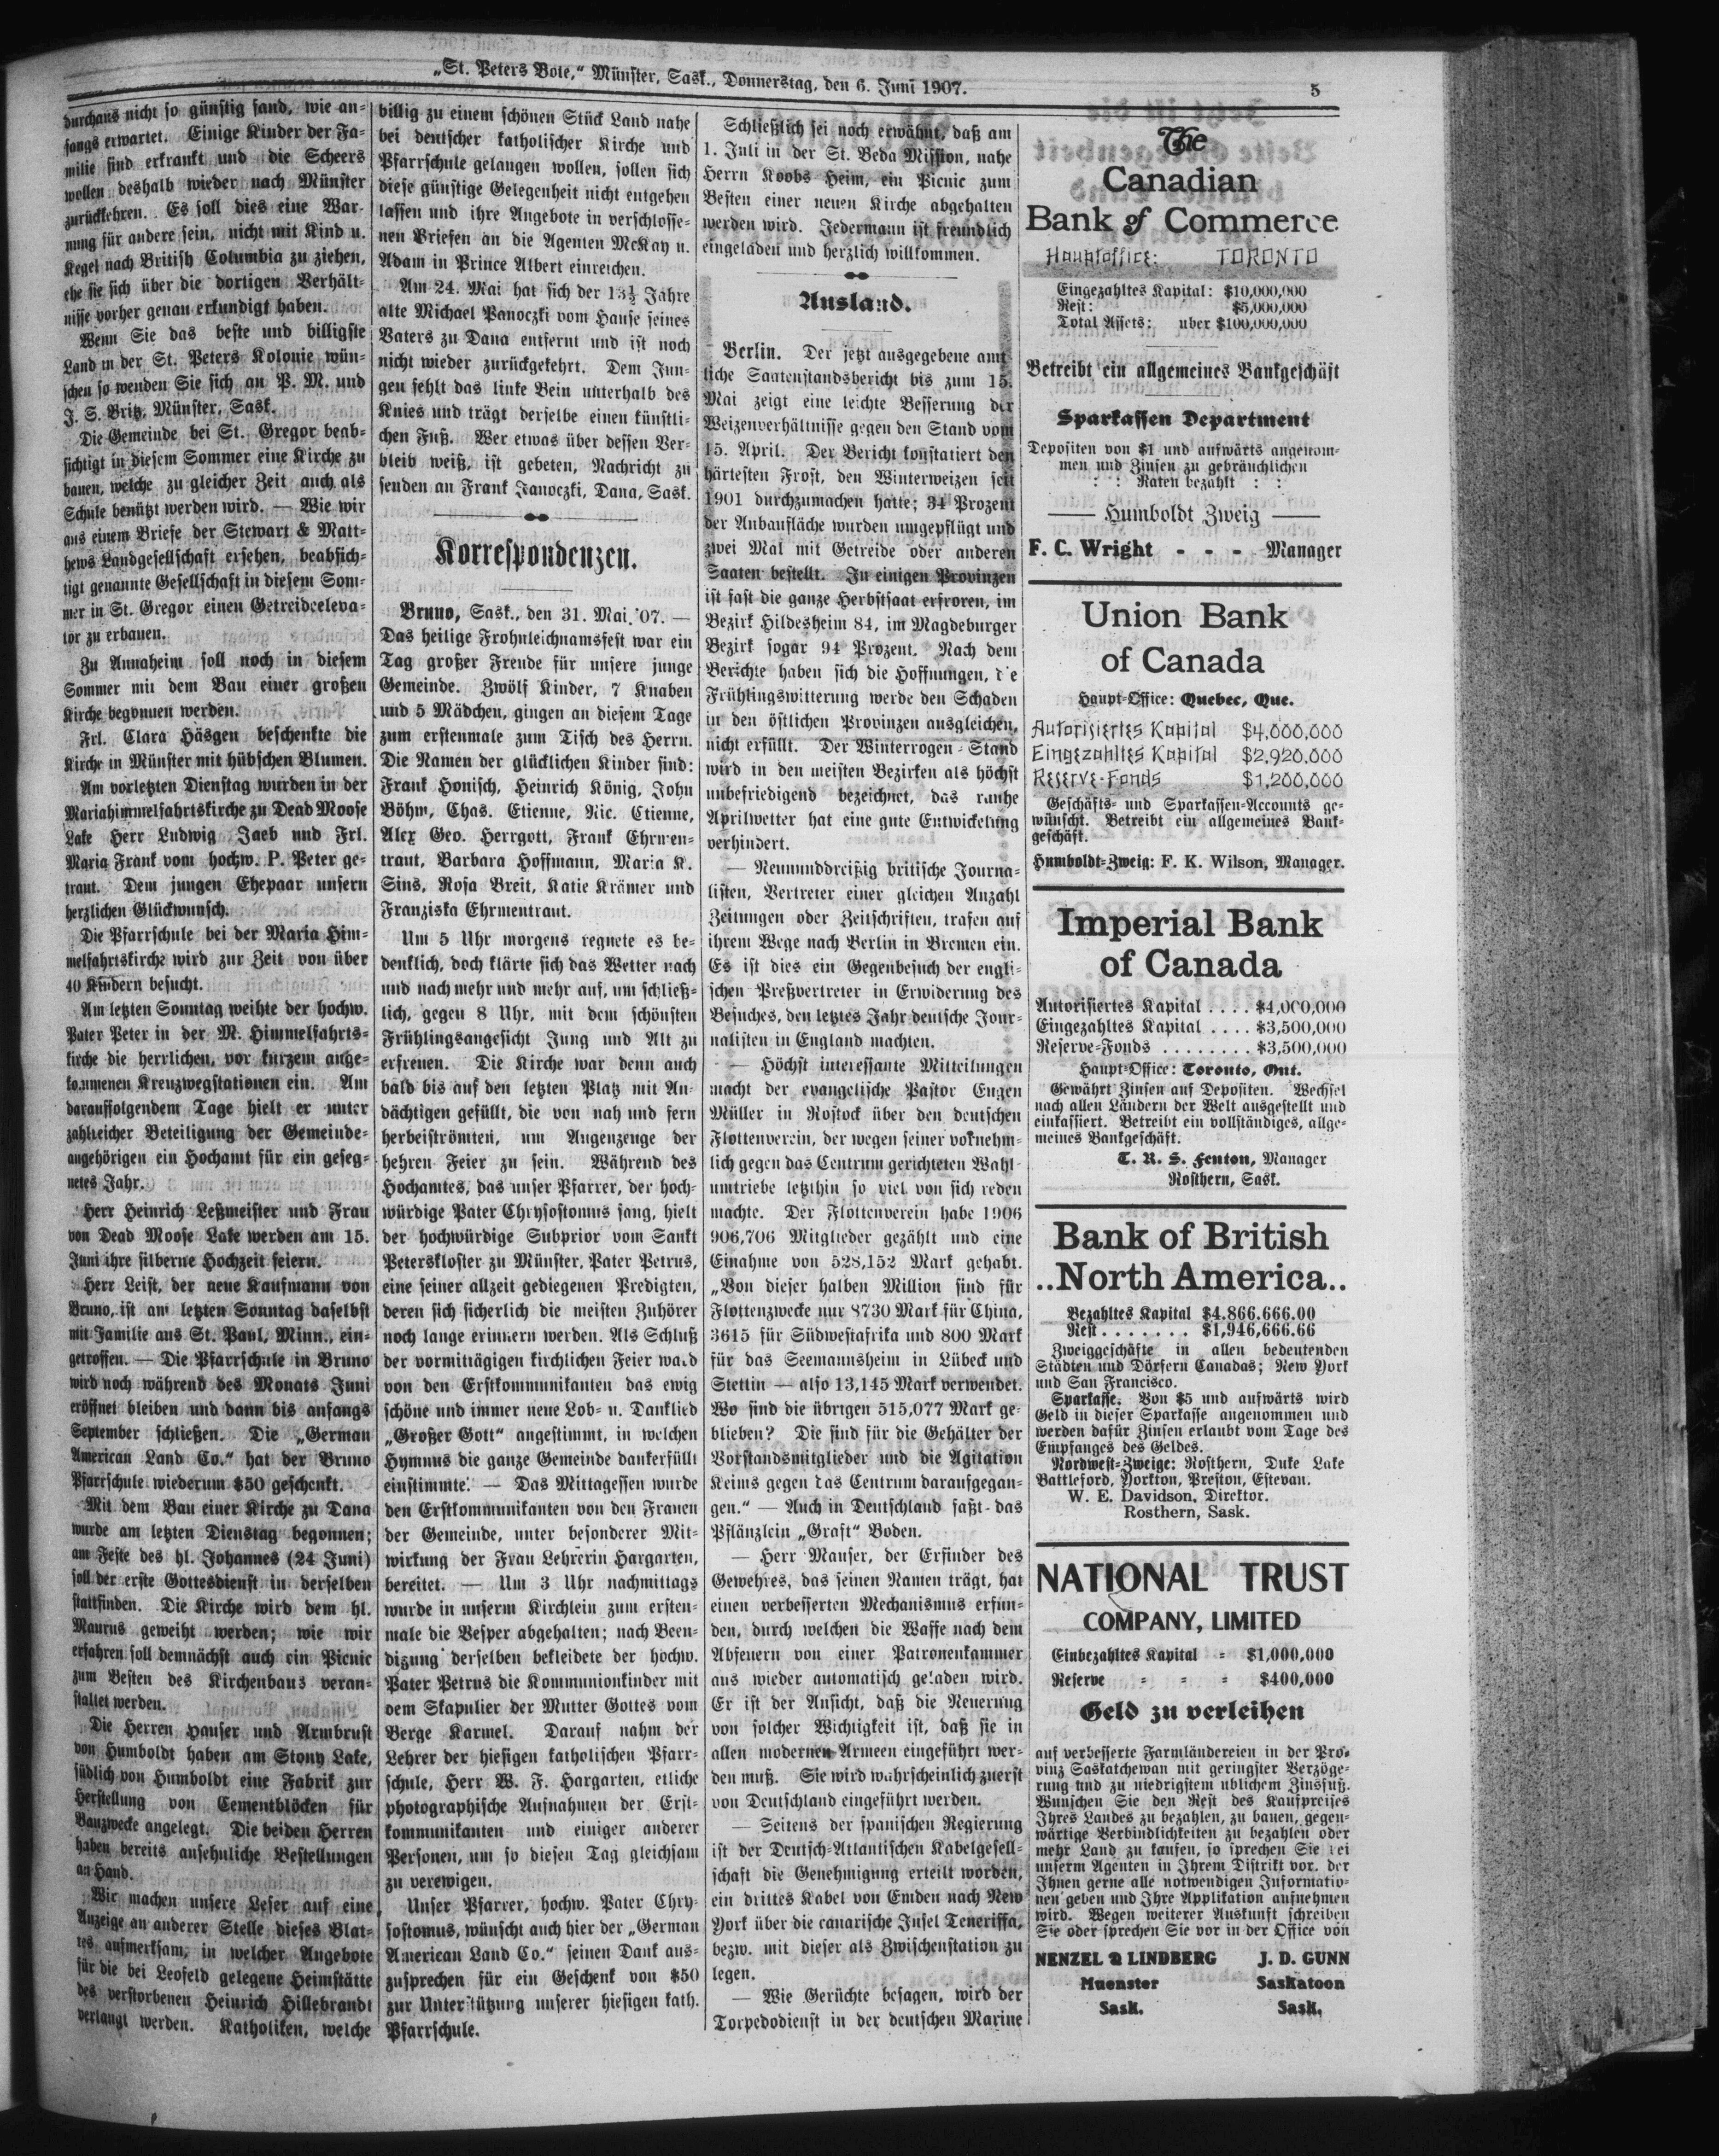 „St. Peters Bote,“ Münster, Sask., Donnerstag, den 6. Juni 1907.
5
durchaus nicht so günstig fand, wie an-
fangs erwartet. Einige Kinder der Fa-
milie sind erkrankt und die Scheers
wollen deshalb wieder nach Münster
zurückkehren. Es soll dies eine War-
nung für andere sein, nicht mit Kind u.
Kegel nach British Columbia zu ziehen,
ehe sie sich über die dortigen Verhält-
nisse vorher genau erkundigt haben.
Wenn Sie das beste und billigste
Land in der St. Peters Kolonie wün-
schen so wenden Sie sich an P. M. und
J. S. Britz, Münster, Sask.
Die Gemeinde bei St. Gregor beab-
sichtigt in diesem Sommer eine Kirche zu
bauen, welche zu gleicher Zeit auch als
Schule benützt werden wird. — Wie wir
aus einem Briefe der Stewart & Matt-
hews Landgesellschaft ersehen, beabsich-
tigt genannte Gesellschaft in diesem Som-
mer in St. Gregor einen Getreideeleva-
tor zu erbauen.
Zu Annaheim soll noch in diesem
Sommer mit dem Bau einer großen
Kirche begonnen werden.
Frl. Clara Häsgen beschenkte die
Kirche in Münster mit hübschen Blumen.
Am vorletzten Dienstag wurden in der
Mariahimmelfahrtskirche zu Dead Moose
Lake Herr Ludwig Jaeb und Frl.
Maria Frank vom hochw. P. Peter ge-
traut. Dem jungen Ehepaar unsern
herzlichen Glückwunsch.
Die Pfarrschule bei der Maria Him-
melfahrtskirche wird zur Zeit von über
40 Kindern besucht.
Am letzten Sonntag weihte der hochw.
Pater Peter in der M. Himmelfahrts-
kirche die herrlichen, vor kurzem ange-
kommenen Kreuzwegstationen ein. Am
darauffolgendem Tage hielt er unter
zahlreicher Beteiligung der Gemeinde-
angehörigen ein Hochamt für ein geseg-
netes Jahr.
Herr Heinrich Leßmeister und Frau
von Dead Moose Lake werden am 15.
Juni ihre silberne Hochzeit feiern.
Herr Leist, der neue Kaufmann von
Bruno, ist am letzten Sonntag daselbst
mit Familie aus St. Paul, Minn., ein-
getroffen. — Die Pfarrschule in Bruno
wird noch während des Monats Juni
eröffnet bleiben und dann bis anfangs
September schließen. Die „German
American Land Co.“ hat der Bruno
Pfarrschule wiederum $50 geschenkt.
Mit dem Bau einer Kirche zu Dana
wurde am letzten Dienstag begonnen;
am Feste des hl. Johannes (24 Juni)
soll der erste Gottesdienst in derselben
stattfinden. Die Kirche wird dem hl.
Maurus geweiht werden; wie wir
erfahren soll demnächst auch ein Picnic
zum Besten des Kirchenbaus veran-
staltet werden.
Die Herren Hauser und Armbrust
von Humboldt haben am Stony Lake,
südlich von Humboldt eine Fabrik zur
Herstellung von Cementblöcken für
Bauzwecke angelegt. Die beiden Herren
haben bereits ansehnliche Bestellungen
an Hand.
Wir machen unsere Leser auf eine
Anzeige an anderer Stelle dieses Blat-
tes aufmerksam, in welcher Angebote
für die bei Leofeld gelegene Heimstätte
des verstorbenen Heinrich Hillebrandt
verlangt werden. Katholiken, welche
billig zu einem schönen Stück Land nahe
bei deutscher katholischer Kirche und
Pfarrschule gelangen wollen, sollen sich
diese günstige Gelegenheit nicht entgehen
lassen und ihre Angebote in verschlosse-
nen Briefen an die Agenten McKay u.
Adam in Prince Albert einreichen.
Am 24. Mai hat sich der 13½ Jahre
alte Michael Panoczki vom Hause seines
Vaters zu Dana entfernt und ist noch
nicht wieder zurückgekehrt. Dem Jun-
gen fehlt das linke Bein unterhalb des
Knies und trägt derselbe einen künstli-
chen Fuß. Wer etwas über dessen Ver-
bleib weiß, ist gebeten, Nachricht zu
senden an Frank Panoczki, Dana, Sask.
Korrespondenzen.
Bruno, Sask., den 31. Mai '07. —
Das heilige Frohnleichnamsfest war ein
Tag großer Freude für unsere junge
Gemeinde. Zwölf Kinder, 7 Knaben
und 5 Mädchen, gingen an diesem Tage
zum erstenmale zum Tisch des Herrn.
Die Namen der glücklichen Kinder sind:
Frank Honisch, Heinrich König, John
Böhm, Chas. Etienne, Nic. Etienne,
Alex Geo. Herrgott, Frank Ehrmen-
traut, Barbara Hoffmann, Maria K.
Sins, Rosa Breit, Katie Krämer und
Franziska Ehrmentraut.
Um 5 Uhr morgens regnete es be-
denklich, doch klärte sich das Wetter nach
und nach mehr und mehr auf, um schließ-
lich, gegen 8 Uhr, mit dem schönsten
Frühlingsangesicht Jung und Alt zu
erfreuen. Die Kirche war denn auch
bald bis auf den letzten Platz mit An-
dächtigen gefüllt, die von nah und fern
herbeiströmten, um Augenzeuge der
hehren Feier zu sein. Während des
Hochamtes, das unser Pfarrer, der hoch-
würdige Pater Chrysostomus sang, hielt
der hochwürdige Subprior vom Sankt
Peterskloster zu Münster, Pater Petrus,
eine seiner allzeit gediegenen Predigten,
deren sich sicherlich die meisten Zuhörer
noch lange erinnern werden. Als Schluß
der vormittägigen kirchlichen Feier ward
von den Erstkommunikanten das ewig
schöne und immer neue Lob- u. Danklied
„Großer Gott“ angestimmt, in welchen
Hymnus die ganze Gemeinde dankerfüllt
einstimmte. — Das Mittagessen wurde
den Erstkommunikanten von den Frauen
der Gemeinde, unter besonderer Mit-
wirkung der Frau Lehrerin Hargarten,
bereitet. — Um 3 Uhr nachmittags
wurde in unserm Kirchlein zum ersten-
male die Vesper abgehalten; nach Been-
digung derselben bekleidete der hochw.
Pater Petrus die Kommunionkinder mit
dem Skapulier der Mutter Gottes vom
Berge Karmel. Darauf nahm der
Lehrer der hiesigen katholischen Pfarr-
schule, Herr W. F. Hargarten, etliche
photographische Aufnahmen der Erst-
kommunikanten und einiger anderer
Personen, um so diesen Tag gleichsam
zu verewigen.
Unser Pfarrer, hochw. Pater Chry-
sostomus, wünscht auch hier der „German
American Land Co.“ seinen Dank aus-
zusprechen für ein Geschenk von $50
zur Unterstützung unserer hiesigen kath.
Pfarrschule.
Schließlich sei noch erwähnt, daß am
1. Juli in der St. Beda Mission, nahe
Herrn Koobs Heim, ein Picnic zum
Besten einer neuen Kirche abgehalten
werden wird. Jedermann ist freundlich
eingeladen und herzlich willkommen.
Ausland.
Berlin. Der jetzt ausgegebene amt-
liche Saatenstandsbericht bis zum 15.
Mai zeigt eine leichte Besserung der
Weizenverhältnisse gegen den Stand vom
15. April. Der Bericht konstatiert den
härtesten Frost, den Winterweizen seit
1901 durchzumachen hatte; 34 Prozent
der Anbaufläche wurden umgepflügt und
zwei Mal mit Getreide oder anderen
Saaten bestellt. In einigen Provinzen
ist fast die ganze Herbstsaat erfroren, im
Bezirk Hildesheim 84, im Magdeburger
Bezirk sogar 94 Prozent. Nach dem
Berichte haben sich die Hoffnungen, die
Frühlingswitterung werde den Schaden
in den östlichen Provinzen ausgleichen,
nicht erfüllt. Der Winterrogen-Stand
wird in den meisten Bezirken als höchst
unbefriedigend bezeichnet, das rauhe
Aprilwetter hat eine gute Entwickelung
verhindert.
— Neununddreißig britische Journa-
listen, Vertreter einer gleichen Anzahl
Zeitungen oder Zeitschriften, trafen auf
ihrem Wege nach Berlin in Bremen ein.
Es ist dies ein Gegenbesuch der engli-
schen Preßvertreter in Erwiderung des
Besuches, den letztes Jahr deutsche Jour-
nalisten in England machten.
— Höchst interessante Mitteilungen
macht der evangelische Pastor Eugen
Müller in Rostock über den deutschen
Flottenverein, der wegen seiner vornehm-
lich gegen das Centrum gerichteten Wahl-
umtriebe letzthin so viel von sich reden
machte. Der Flottenverein habe 1906
906,706 Mitglieder gezählt und eine
Einahme von 528,152 Mark gehabt.
„Von dieser halben Million sind für
Flottenzwecke nur 8730 Mark für China,
3615 für Südwestafrika und 800 Mark
für das Seemannsheim in Lübeck und
Stettin — also 13,145 Mark verwendet.
Wo sind die übrigen 515,077 Mark ge-
blieben? Die sind für die Gehälter der
Vorstandsmitglieder und die Agitation
Keims gegen das Centrum daraufgegan-
gen.“ — Auch in Deutschland faßt das
Pflänzlein „Graft“ Boden.
— Herr Mauser, der Erfinder des
Gewehres, das seinen Namen trägt, hat
einen verbesserten Mechanismus erfun-
den, durch welchen die Waffe nach dem
Abfeuern von einer Patronenkammer
aus wieder automatisch geladen wird.
Er ist der Ansicht, daß die Neuerung
von solcher Wichtigkeit ist, daß sie in
allen modernen Armeen eingeführt wer-
den muß. Sie wird wahrscheinlich zuerst
von Deutschland eingeführt werden.
— Seitens der spanischen Regierung
ist der Deutsch-Atlantischen Kabelgesell-
schaft die Genehmigung erteilt worden,
ein drittes Kabel von Emden nach New
York über die canarische Insel Teneriffa,
bezw. mit dieser als Zwischenstation zu
legen.
— Wie Gerüchte besagen, wird der
Torpedodienst in der deutschen Marine
The
Canadian
Bank of Commerce
Hauptoffice: TORONTO
Eingezahltes Kapital: $10,000,000
Rest: $5,000,000
Total Assets: uber $100,000,000
Betreibt ein allgemeines Bankgeschäft
Sparkassen Department
Depositen von $1 und aufwärts angenom-
men und Zinsen zu gebräuchlichen
: : Raten bezahlt : :
— Humboldt Zweig —
F. C. Wright - - - Manager
Union Bank
of Canada
Haupt-Office: Quebec, Que.
Autorisiertes Kapital $4,000,000
Eingezahltes Kapital $2,920,000
Reserve-Fonds $1,200,000
Geschäfts- und Sparkassen-Accounts ge-
wünscht. Betreibt ein allgemeines Bank-
geschäft.
Humboldt-Zweig: F. K. Wilson, Manager.
Imperial Bank
of Canada
Autorisiertes Kapital .... $4,000,000
Eingezahltes Kapital .... $3,500,000
Reserve-Fonds ........ $3,500,000
Haupt-Office: Toronto, Ont.
Gewährt Zinsen auf Depositen. Wechsel
nach allen Ländern der Welt ausgestellt und
einkassiert. Betreibt ein vollständiges, allge-
meines Bankgeschäft.
T. R. S. Fenton, Manager
Rosthern, Sask.
Bank of British
..North America..
Bezahltes Kapital $4.866.666.00
Rest....... $1,946,666.66
Zweiggeschäfte in allen bedeutenden
Städten und Dörfern Canadas; New York
und San Francisco.
Sparkasse. Von $5 und aufwärts wird
Geld in dieser Sparkasse angenommen und
werden dafür Zinsen erlaubt vom Tage des
Empfanges des Geldes.
Nordwest-Zweige: Rosthern, Duke Lake
Battleford, Yorkton, Preston, Estevan.
W. E. Davidson, Direktor.
Rosthern, Sask.
NATIONAL TRUST
COMPANY, LIMITED
Einbezahltes Kapital = $1,000,000
Reserve = = = $400,000
Geld zu verleihen
auf verbesserte Farmländereien in der Pro-
vinz Saskatchewan mit geringster Verzöge-
rung und zu niedrigstem ublichem Zinsfuß.
Wünschen Sie den Rest des Kaufpreises
Ihres Landes zu bezahlen, zu bauen, gegen-
wärtige Verbindlichkeiten zu bezahlen oder
mehr Land zu kaufen, so sprechen Sie bei
unserm Agenten in Ihrem Distrikt vor. der
Ihnen gerne alle notwendigen Informatio-
nen geben und Ihre Applikation aufnehmen
wird. Wegen weiterer Auskunft schreiben
Sie oder sprechen Sie vor in der Office von
NENZEL & LINDBERG J. D. GUNN
Muenster Saskatoon
Sask. Sask.